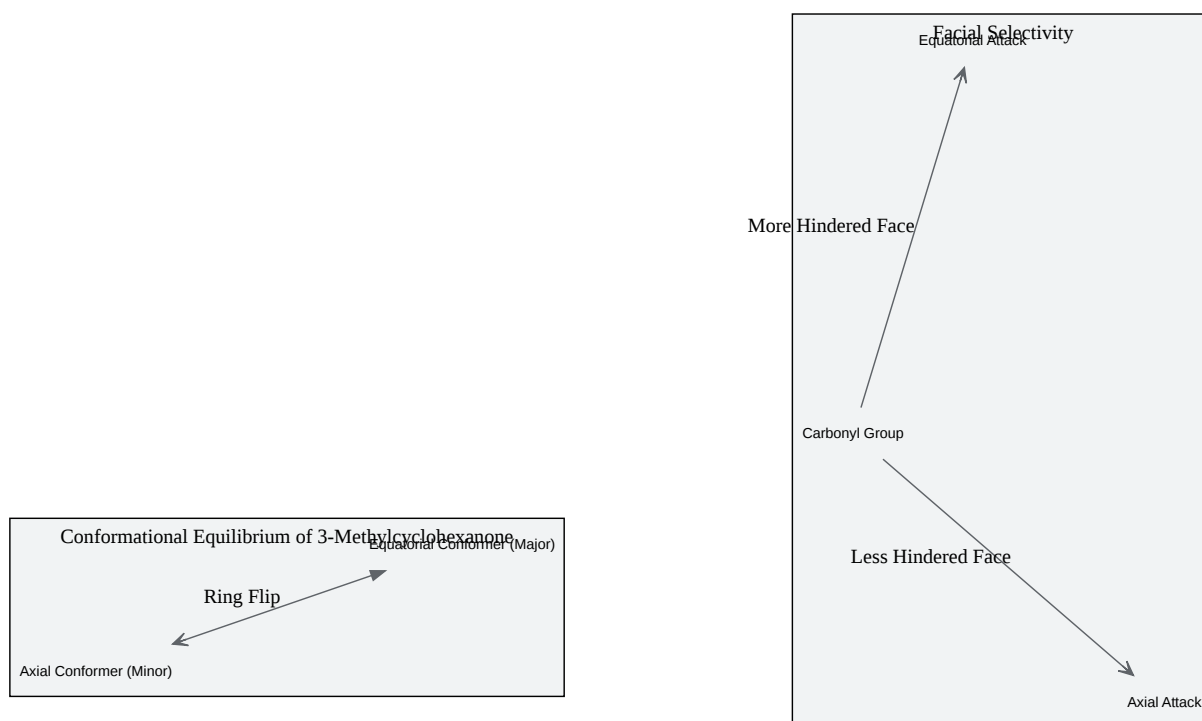 Conformational Equilibrium of 3-Methylcyclohexanone
Equatorial Conformer (Major)
Ring Flip
Axial Conformer (Minor)
Facial Selectivity
Equatorial Attack
More Hindered Face
Carbonyl Group
Less Hindered Face
Axial Attack